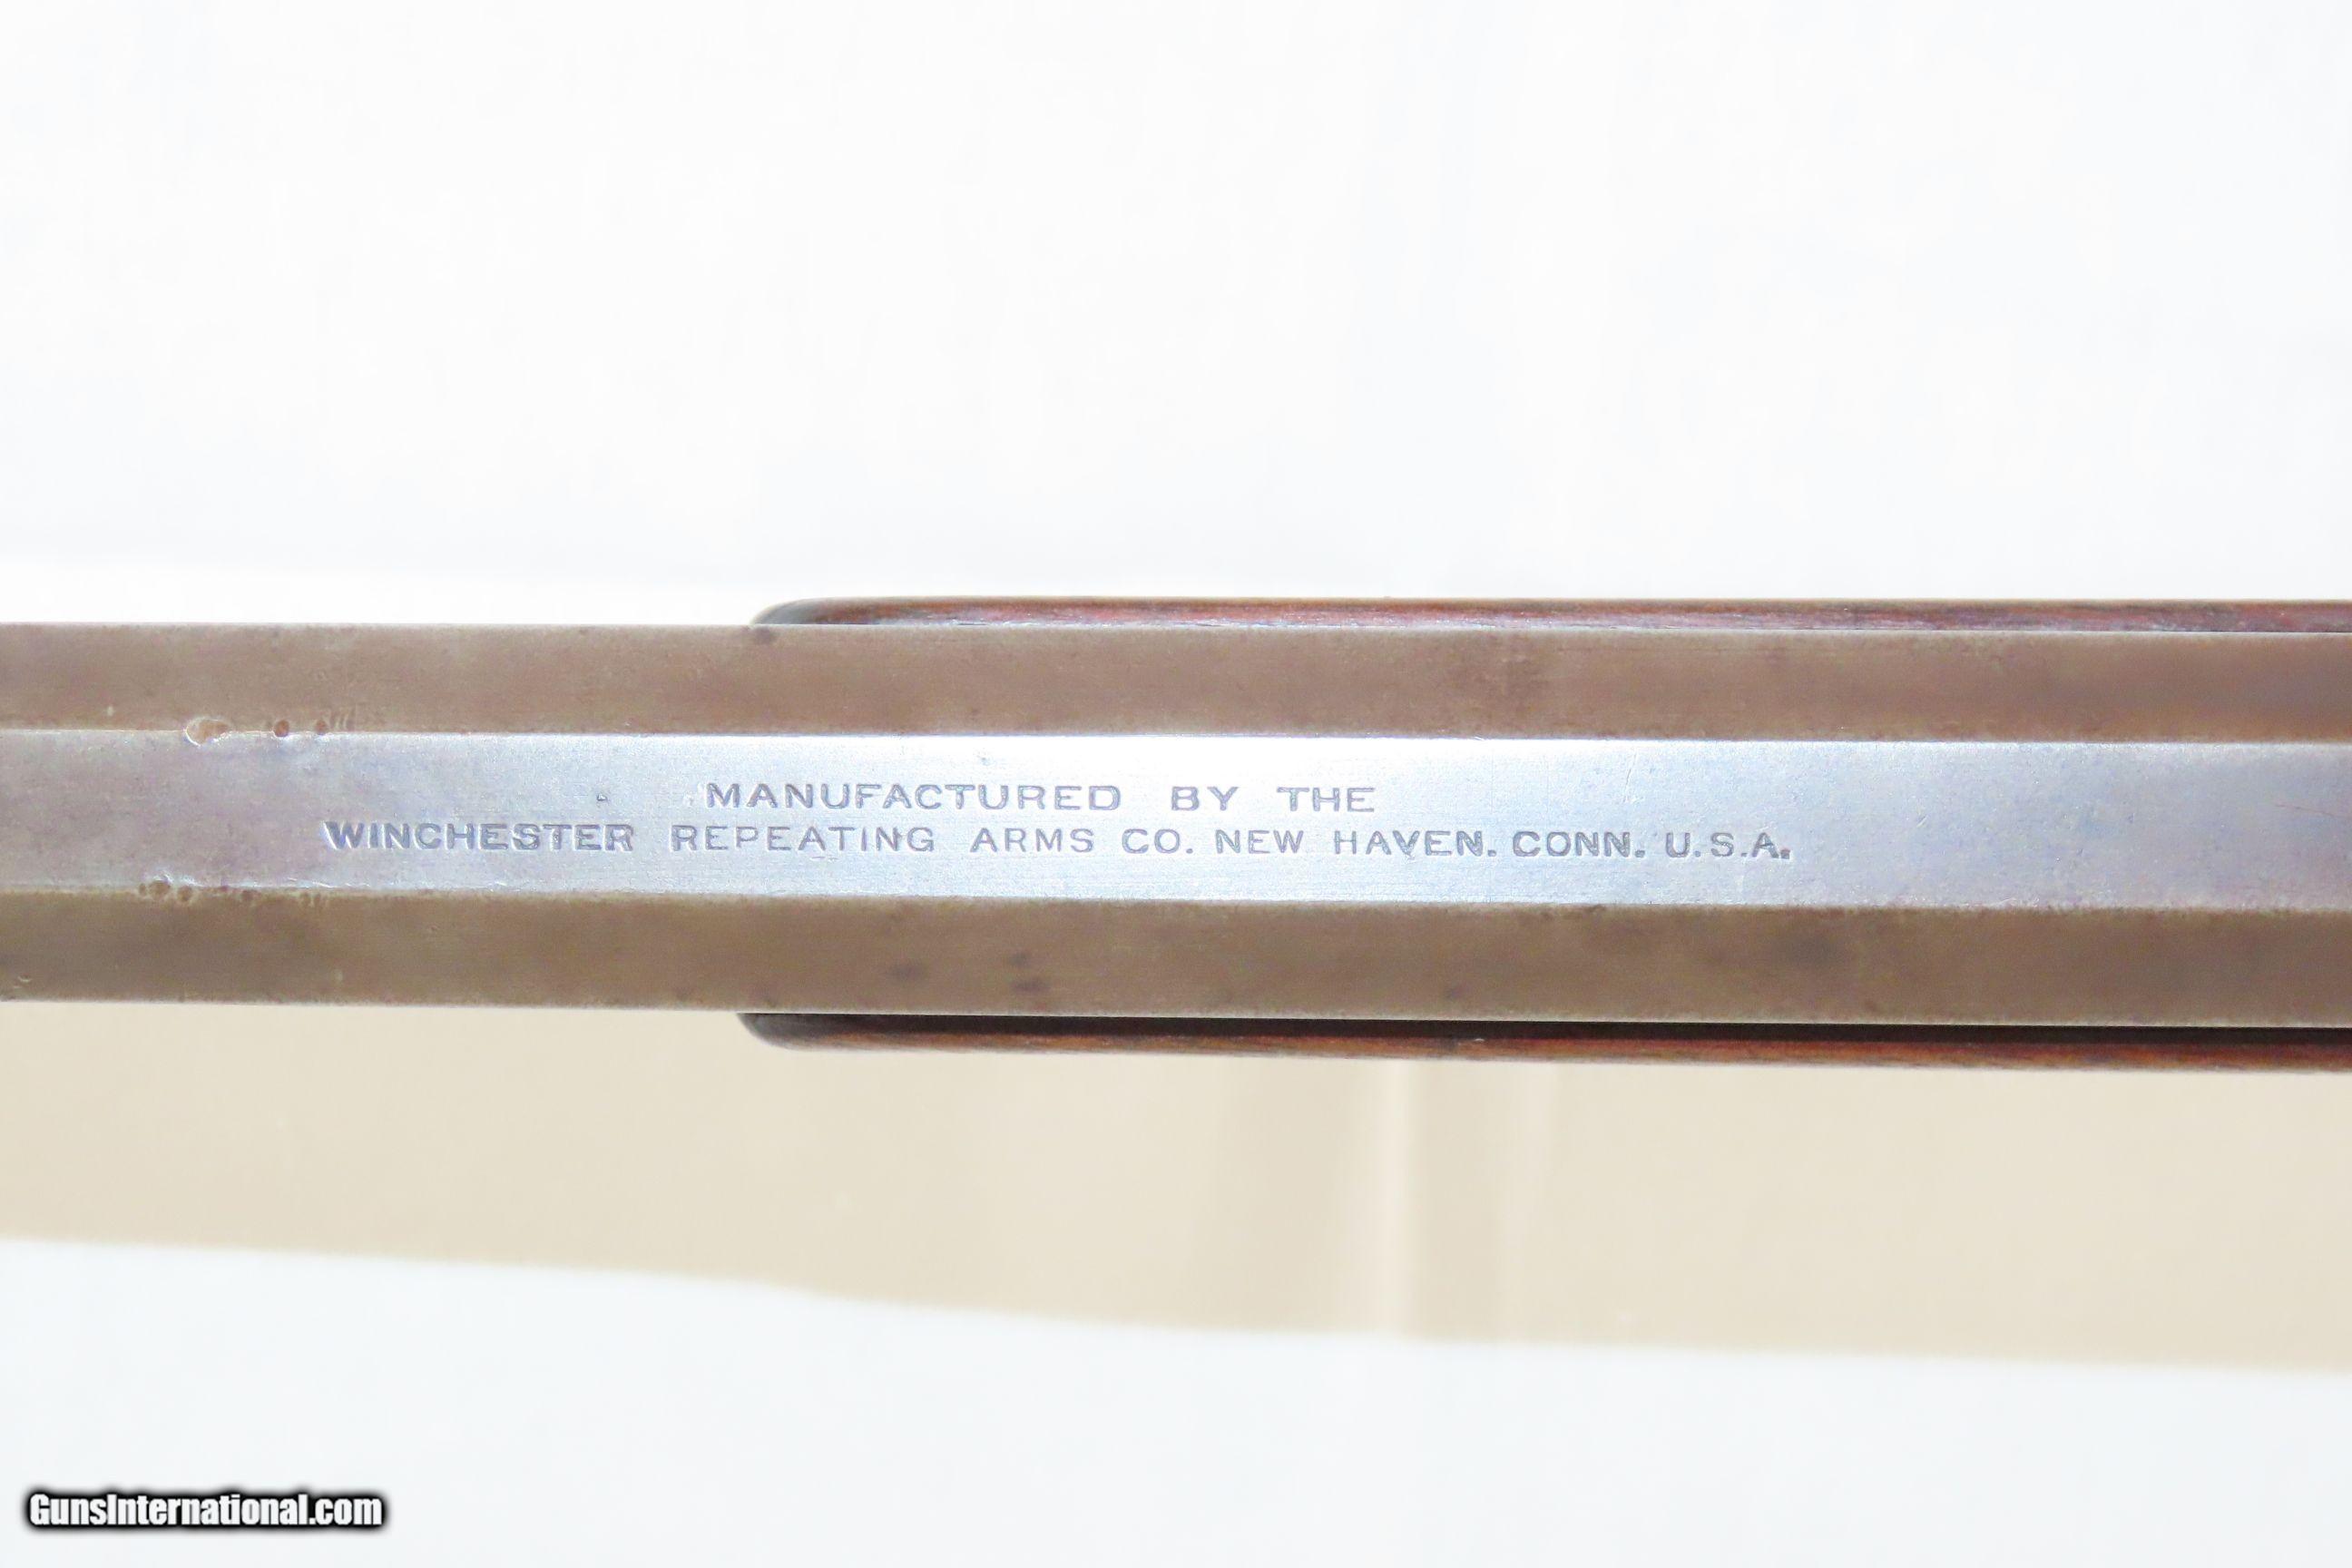 MANUFACTURED BY THE
WINCHESTER REPEATING ARMS CO. NEW HAVEN. CONN. U.S.A.
GunsInternational.com